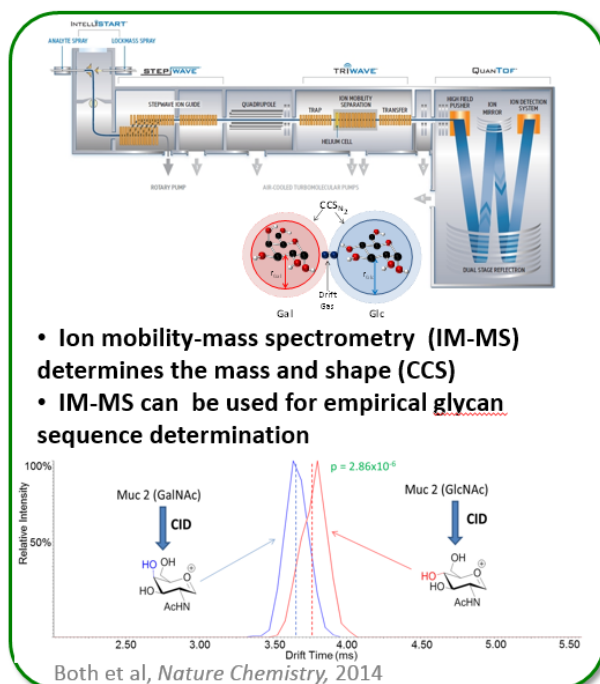 INTELLISTART
ANALYTE SPRAY
LOCKMASS SPRAY
STEPWAVE
TRIWAVE
QUANTOF
STEPWAVE ION GUIDE
QUADRUPOLE
ION MOBILITY
SEPARATION
TRAP
TRANSFER
HELIUM CELL
HIGH FIELD
PUSHER
ION
MIRROR
ION DETECTION
SYSTEM
ROTARY PUMP
AIR-COOLED TURBOMOLECULAR PUMPS
DUAL STAGE REFLECTION
CCS N2
rGal
rGlc
Drift
Gas
Gal
Glc
• Ion mobility-mass spectrometry (IM-MS)
determines the mass and shape (CCS)
• IM-MS can be used for empirical glycan
sequence determination
100%
50%
Relative Intensity
p = 2.86x10-6
Muc 2 (GalNAc)
CID
HO
OH
O
⊕
HO
AcHN
Muc 2 (GlcNAc)
CID
OH
HO
O
⊕
HO
AcHN
2.50 3.00 3.50 4.00 4.50 5.00 5.50
Drift Time (ms)
Both et al, Nature Chemistry, 2014